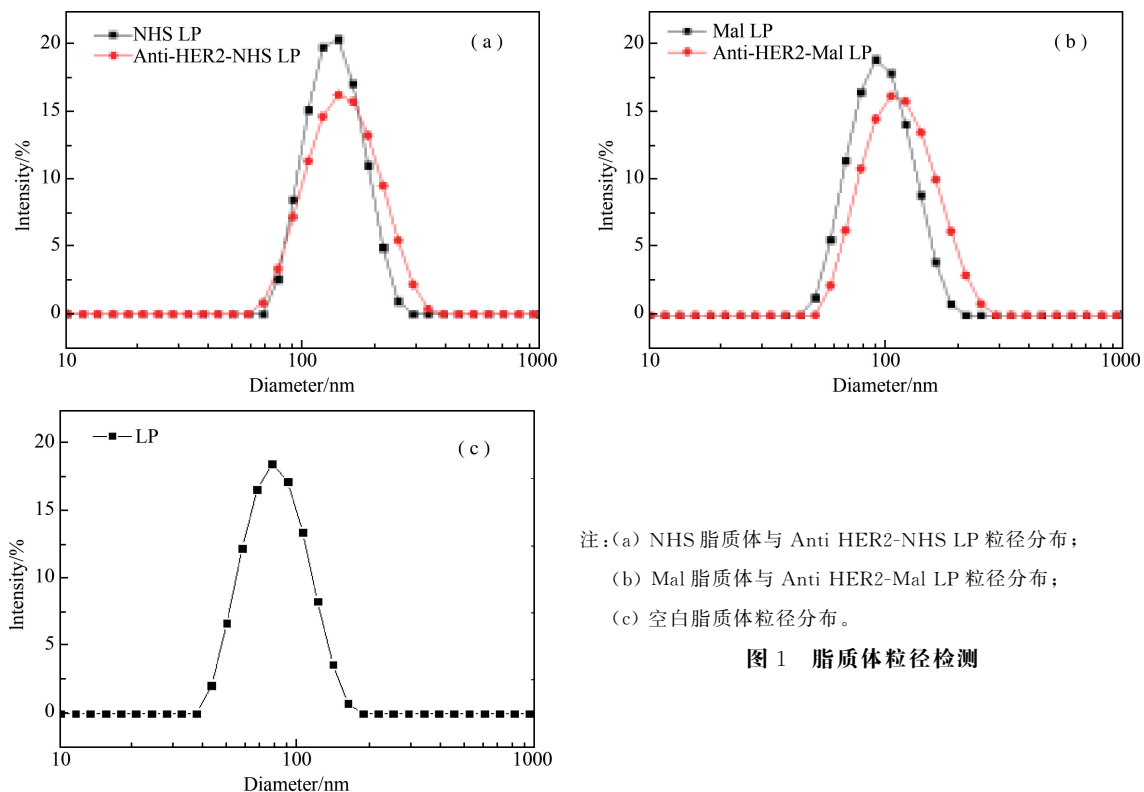 NHS LP
Anti-HER2-NHS LP
(a)
20
15
10
5
0
Intensity/%
10
100
1000
Diameter/nm
Mal LP
Anti-HER2-Mal LP
(b)
20
15
10
5
0
Intensity/%
10
100
1000
Diameter/nm
LP
(c)
20
15
10
5
0
Intensity/%
10
100
1000
Diameter/nm
注:(a) NHS 脂质体与 Anti HER2-NHS LP 粒径分布;
(b) Mal 脂质体与 Anti HER2-Mal LP 粒径分布;
(c) 空白脂质体粒径分布。
图 1 脂质体粒径检测